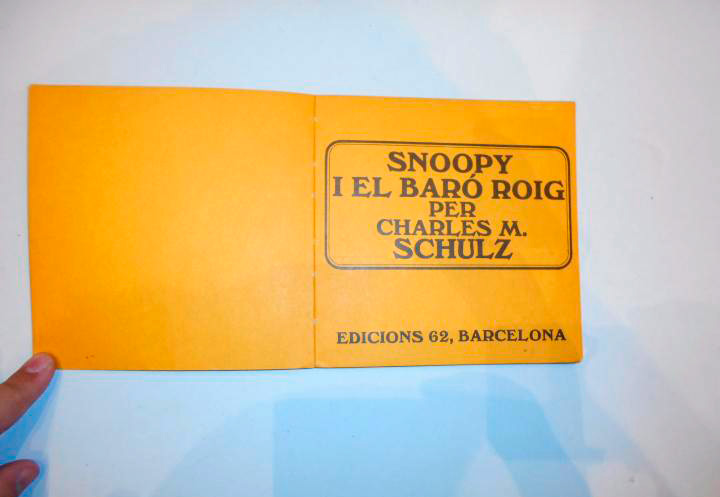 SNOOPY
I EL BARÓ ROIG
PER
CHARLES M.
SCHULZ
EDICIONS 62, BARCELONA